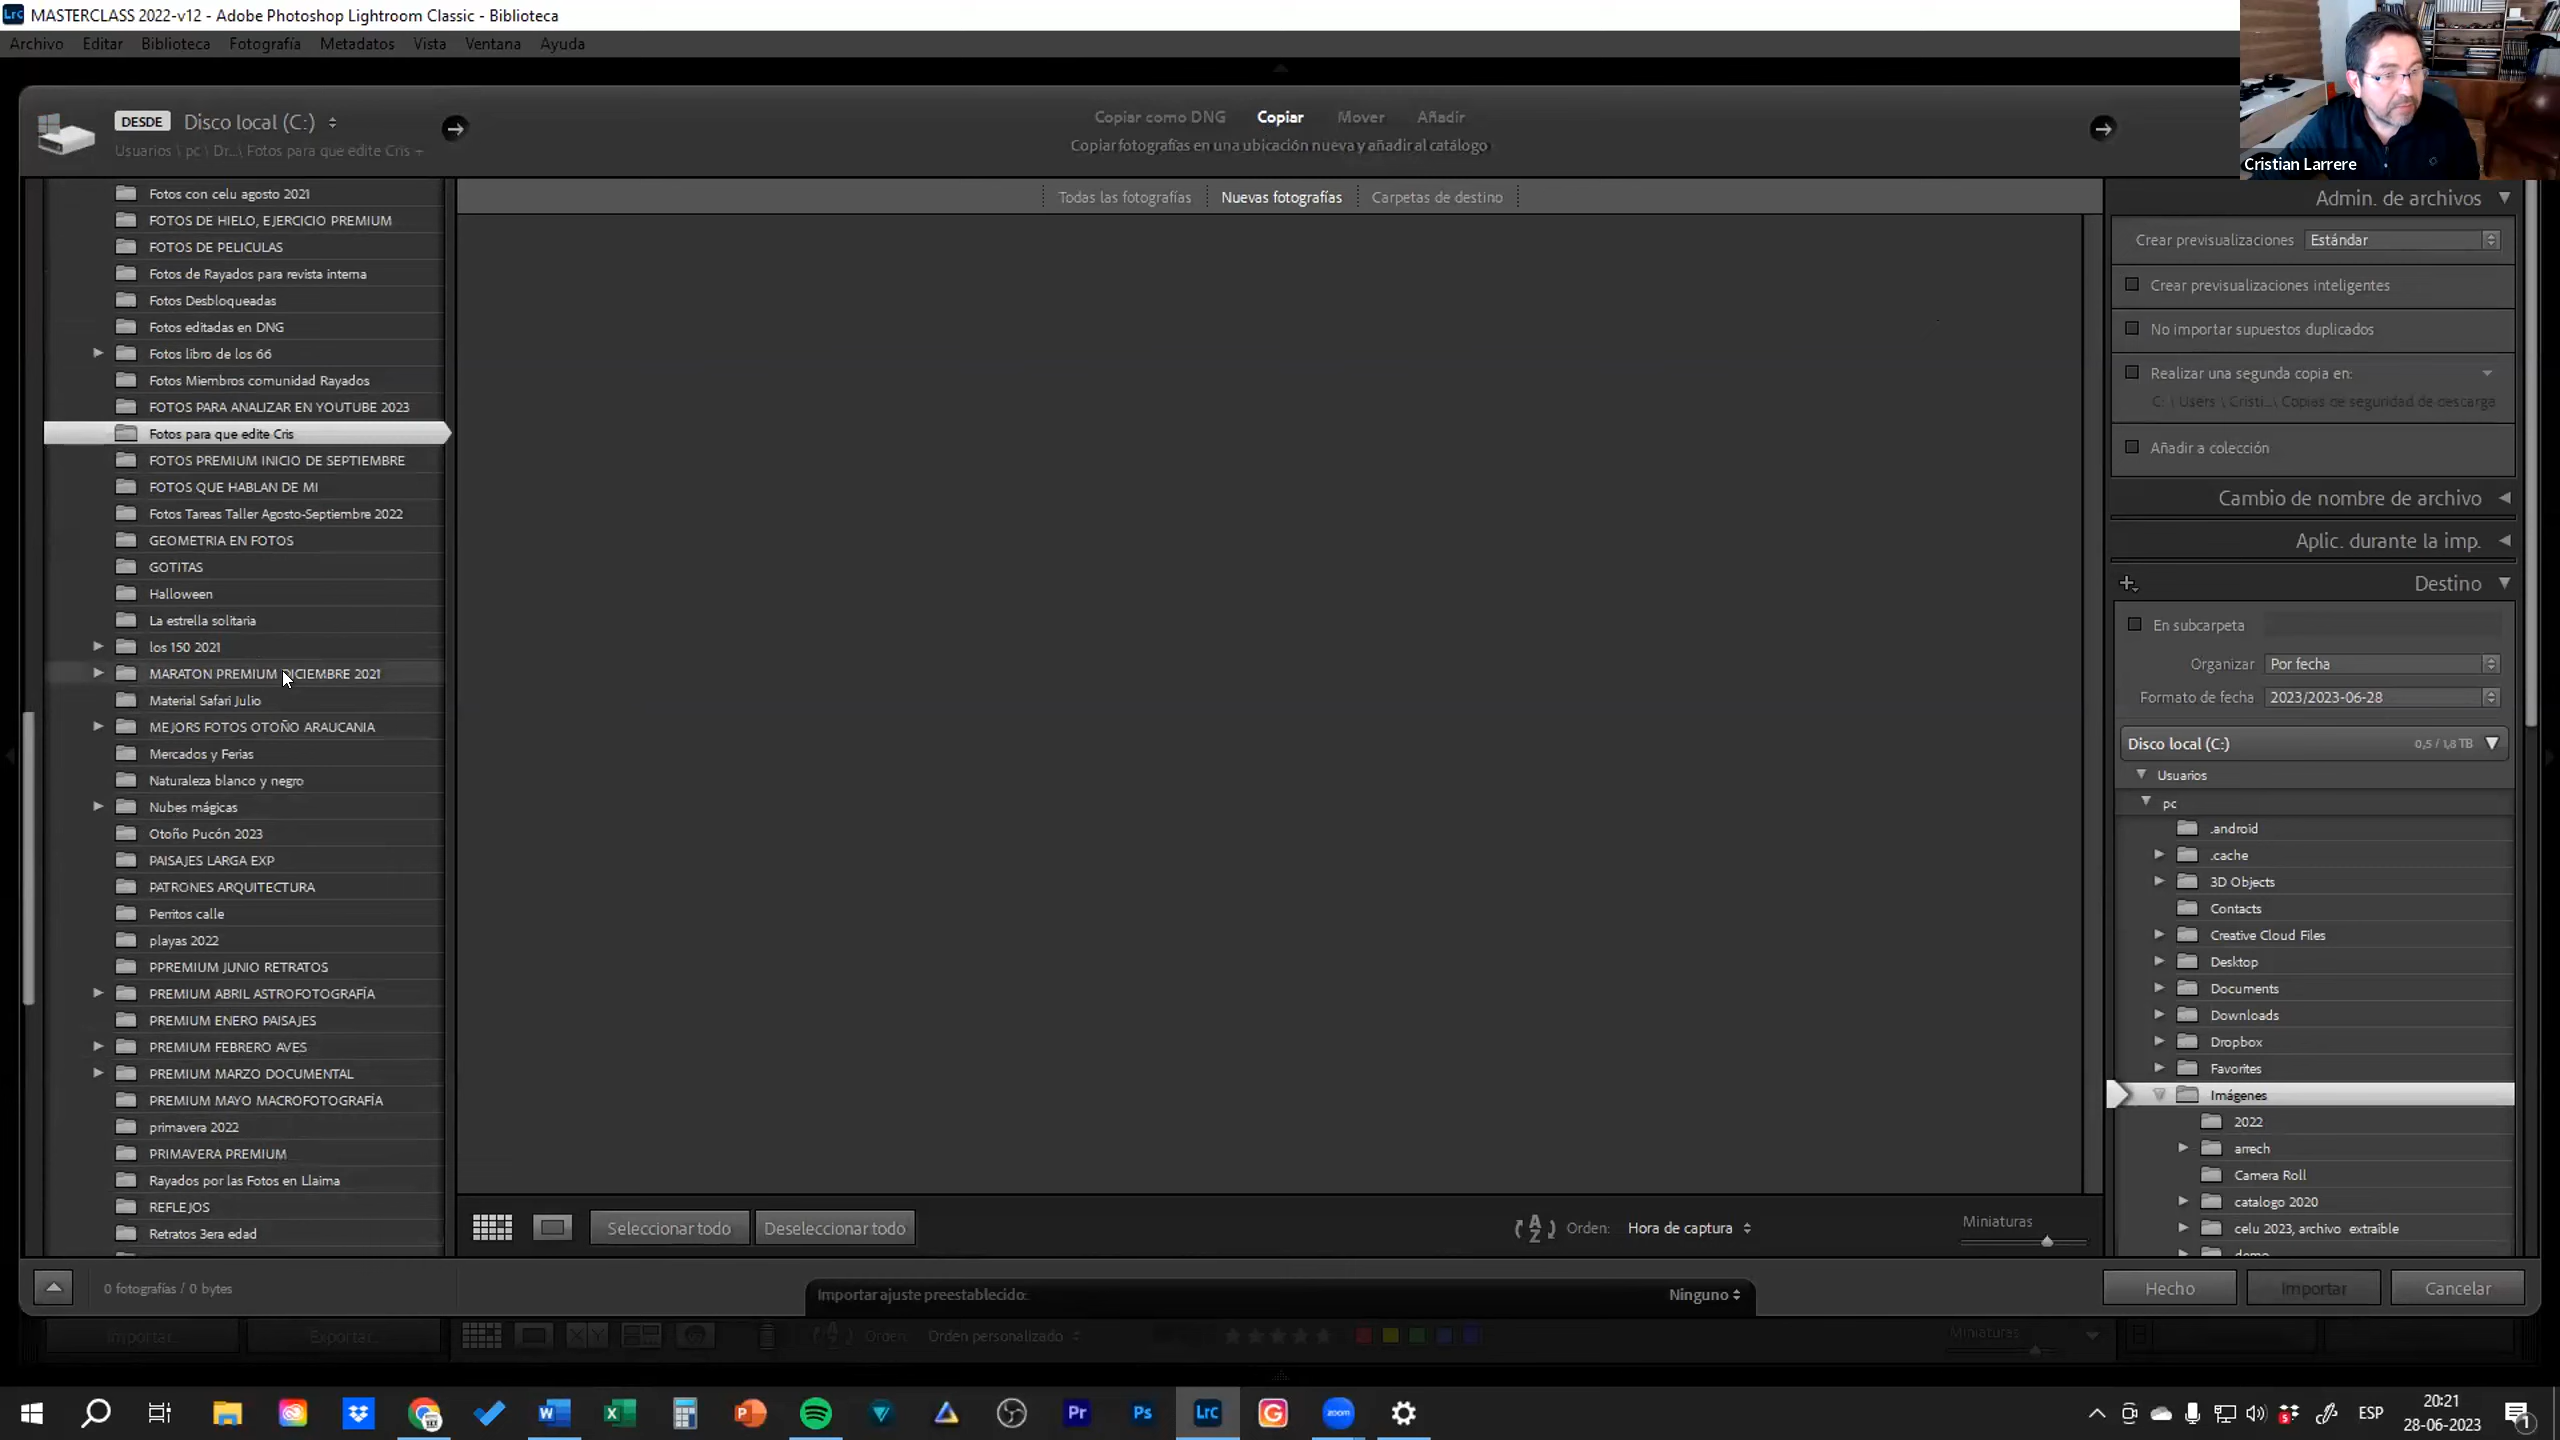 MASTERCLASS 2022-v12 - Adobe Photoshop Lightroom Classic - Biblioteca
Archivo Editar Biblioteca Fotografía Metadatos Vista Ventana Ayuda
Cristian Larrere
DESDE Disco local (C:)
Usuarios \ pc \ Dr...\ Fotos para que edite Cris
Copiar como DNG Copiar Mover Añadir
Copiar fotografías en una ubicación nueva y añadir al catálogo
Todas las fotografías Nuevas fotografías Carpetas de destino
Fotos con celu agosto 2021
FOTOS DE HIELO, EJERCICIO PREMIUM
FOTOS DE PELICULAS
Fotos de Rayados para revista interna
Fotos Desbloqueadas
Fotos editadas en DNG
Fotos libro de los 66
Fotos Miembros comunidad Rayados
FOTOS PARA ANALIZAR EN YOUTUBE 2023
Fotos para que edite Cris
FOTOS PREMIUM INICIO DE SEPTIEMBRE
FOTOS QUE HABLAN DE MI
Fotos Tareas Taller Agosto-Septiembre 2022
GEOMETRIA EN FOTOS
GOTITAS
Halloween
La estrella solitaria
los 150 2021
MARATON PREMIUM DICIEMBRE 2021
Material Safari Julio
MEJORS FOTOS OTOÑO ARAUCANIA
Mercados y Ferias
Naturaleza blanco y negro
Nubes mágicas
Otoño Pucón 2023
PAISAJES LARGA EXP
PATRONES ARQUITECTURA
Perritos calle
playas 2022
PPREMIUM JUNIO RETRATOS
PREMIUM ABRIL ASTROFOTOGRAFÍA
PREMIUM ENERO PAISAJES
PREMIUM FEBRERO AVES
PREMIUM MARZO DOCUMENTAL
PREMIUM MAYO MACROFOTOGRAFÍA
primavera 2022
PRIMAVERA PREMIUM
Rayados por las Fotos en Llaima
REFLEJOS
Retratos 3era edad
Admin. de archivos
Crear previsualizaciones Estándar
Crear previsualizaciones inteligentes
No importar supuestos duplicados
Realizar una segunda copia en:
C: \ Users \ Cristi...\ Copias de seguridad de descarga
Añadir a colección
Cambio de nombre de archivo
Aplic. durante la imp.
Destino
En subcarpeta
Organizar Por fecha
Formato de fecha 2023/2023-06-28
Disco local (C:) 0,5 / 1,8 TB
Usuarios
pc
.android
.cache
3D Objects
Contacts
Creative Cloud Files
Desktop
Documents
Downloads
Dropbox
Favorites
Imágenes
2022
arrech
Camera Roll
catalogo 2020
celu 2023, archivo extraible
demo
Seleccionar todo Deseleccionar todo
Orden: Hora de captura
Miniaturas
0 fotografías / 0 bytes
Importar ajuste preestablecido: Ninguno
Hecho Importar Cancelar
Importar... Exportar...
Orden: Orden personalizado
Miniaturas
W X P Pr Ps LrC G zoom
ESP
20:21
28-06-2023
1